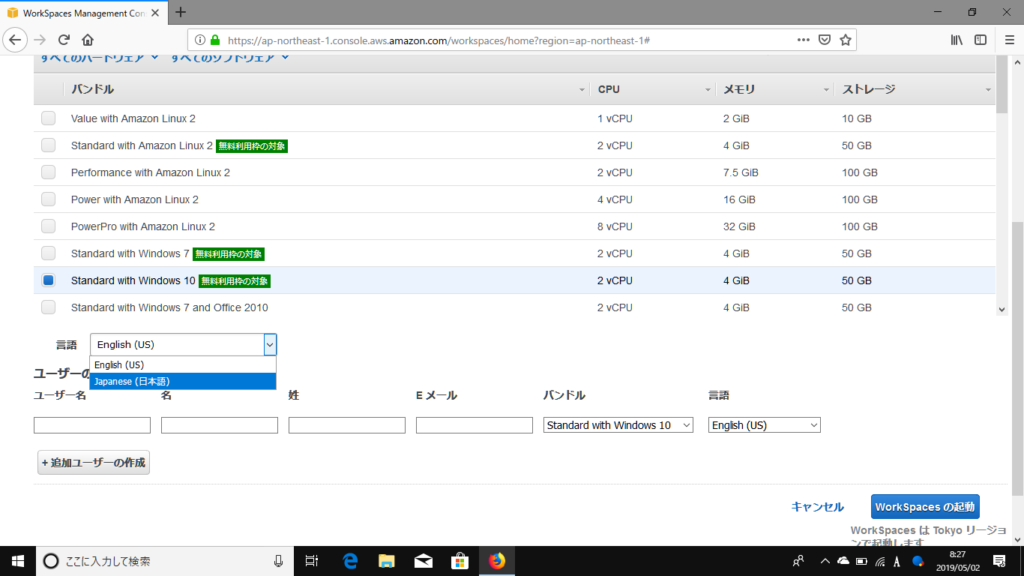 WorkSpaces Management Con
https://ap-northeast-1.console.aws.amazon.com/workspaces/home?region=ap-northeast-1#
すべてのハードウェア すべてのソフトウェア
バンドル CPU メモリ ストレージ
Value with Amazon Linux 2 1 vCPU 2 GiB 10 GB
Standard with Amazon Linux 2 無料利用枠の対象 2 vCPU 4 GiB 50 GB
Performance with Amazon Linux 2 2 vCPU 7.5 GiB 100 GB
Power with Amazon Linux 2 4 vCPU 16 GiB 100 GB
PowerPro with Amazon Linux 2 8 vCPU 32 GiB 100 GB
Standard with Windows 7 無料利用枠の対象 2 vCPU 4 GiB 50 GB
Standard with Windows 10 無料利用枠の対象 2 vCPU 4 GiB 50 GB
Standard with Windows 7 and Office 2010 2 vCPU 4 GiB 50 GB
言語 English (US)
English (US)
Japanese (日本語)
ユーザーの
ユーザー名 名 姓 E メール バンドル 言語
Standard with Windows 10 English (US)
+ 追加ユーザーの作成
キャンセル WorkSpaces の起動
WorkSpaces は Tokyo リージョ
ンで起動します
ここに入力して検索
A
8:27
2019/05/02